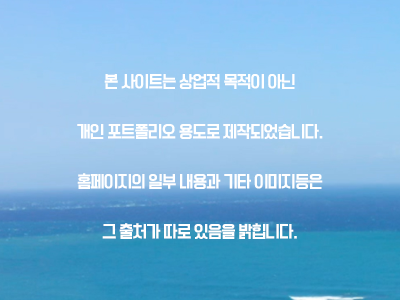 본 사이트는 상업적 목적이 아닌
개인 포트폴리오 용도로 제작되었습니다.
홈페이지의 일부 내용과 기타 이미지등은
그 출처가 따로 있음을 밝힙니다.